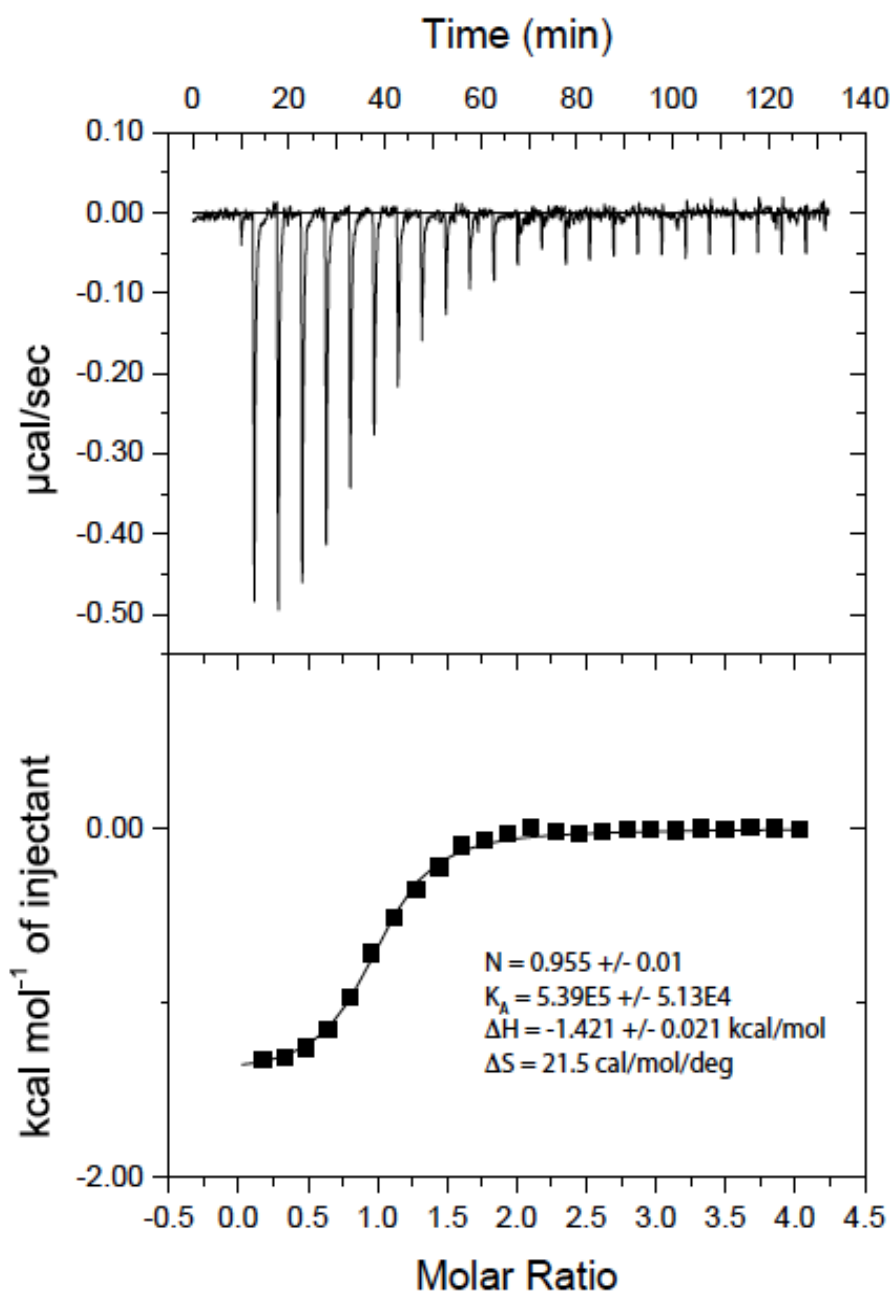 Time (min)
0 20 40 60 80 100 120 140
0.10
0.00
-0.10
-0.20
-0.30
-0.40
-0.50
µcal/sec
0.00
-2.00
kcal mol⁻¹ of injectant
N = 0.955 +/- 0.01
K_A = 5.39E5 +/- 5.13E4
ΔH = -1.421 +/- 0.021 kcal/mol
ΔS = 21.5 cal/mol/deg
-0.5 0.0 0.5 1.0 1.5 2.0 2.5 3.0 3.5 4.0 4.5
Molar Ratio